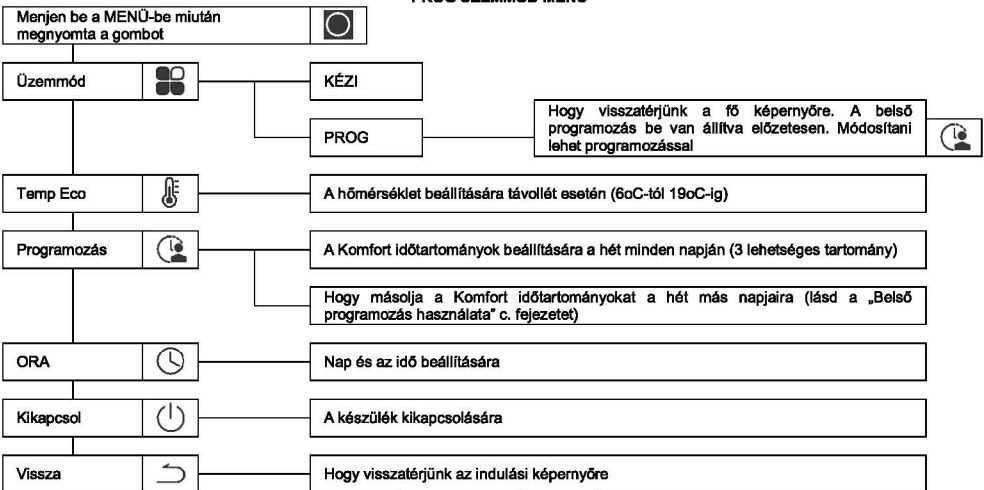 PROG ÜZEMMÓD MENÜ
Menjen be a MENÜ-be miután
megnyomta a gombot
Üzemmód
KÉZI
PROG
Hogy visszatérjünk a fő képernyőre. A belső
programozás be van állítva előzetesen. Módosítani
lehet programozással
Temp Eco
A hőmérséklet beállítására távollét esetén (6oC-tól 19oC-ig)
Programozás
A Komfort időtartományok beállítására a hét minden napján (3 lehetséges tartomány)
Hogy másolja a Komfort időtartományokat a hét más napjaira (lásd a „Belső
programozás használata” c. fejezetet)
ORA
Nap és az idő beállítására
Kikapcsol
A készülék kikapcsolására
Vissza
Hogy visszatérjünk az indulási képernyőre